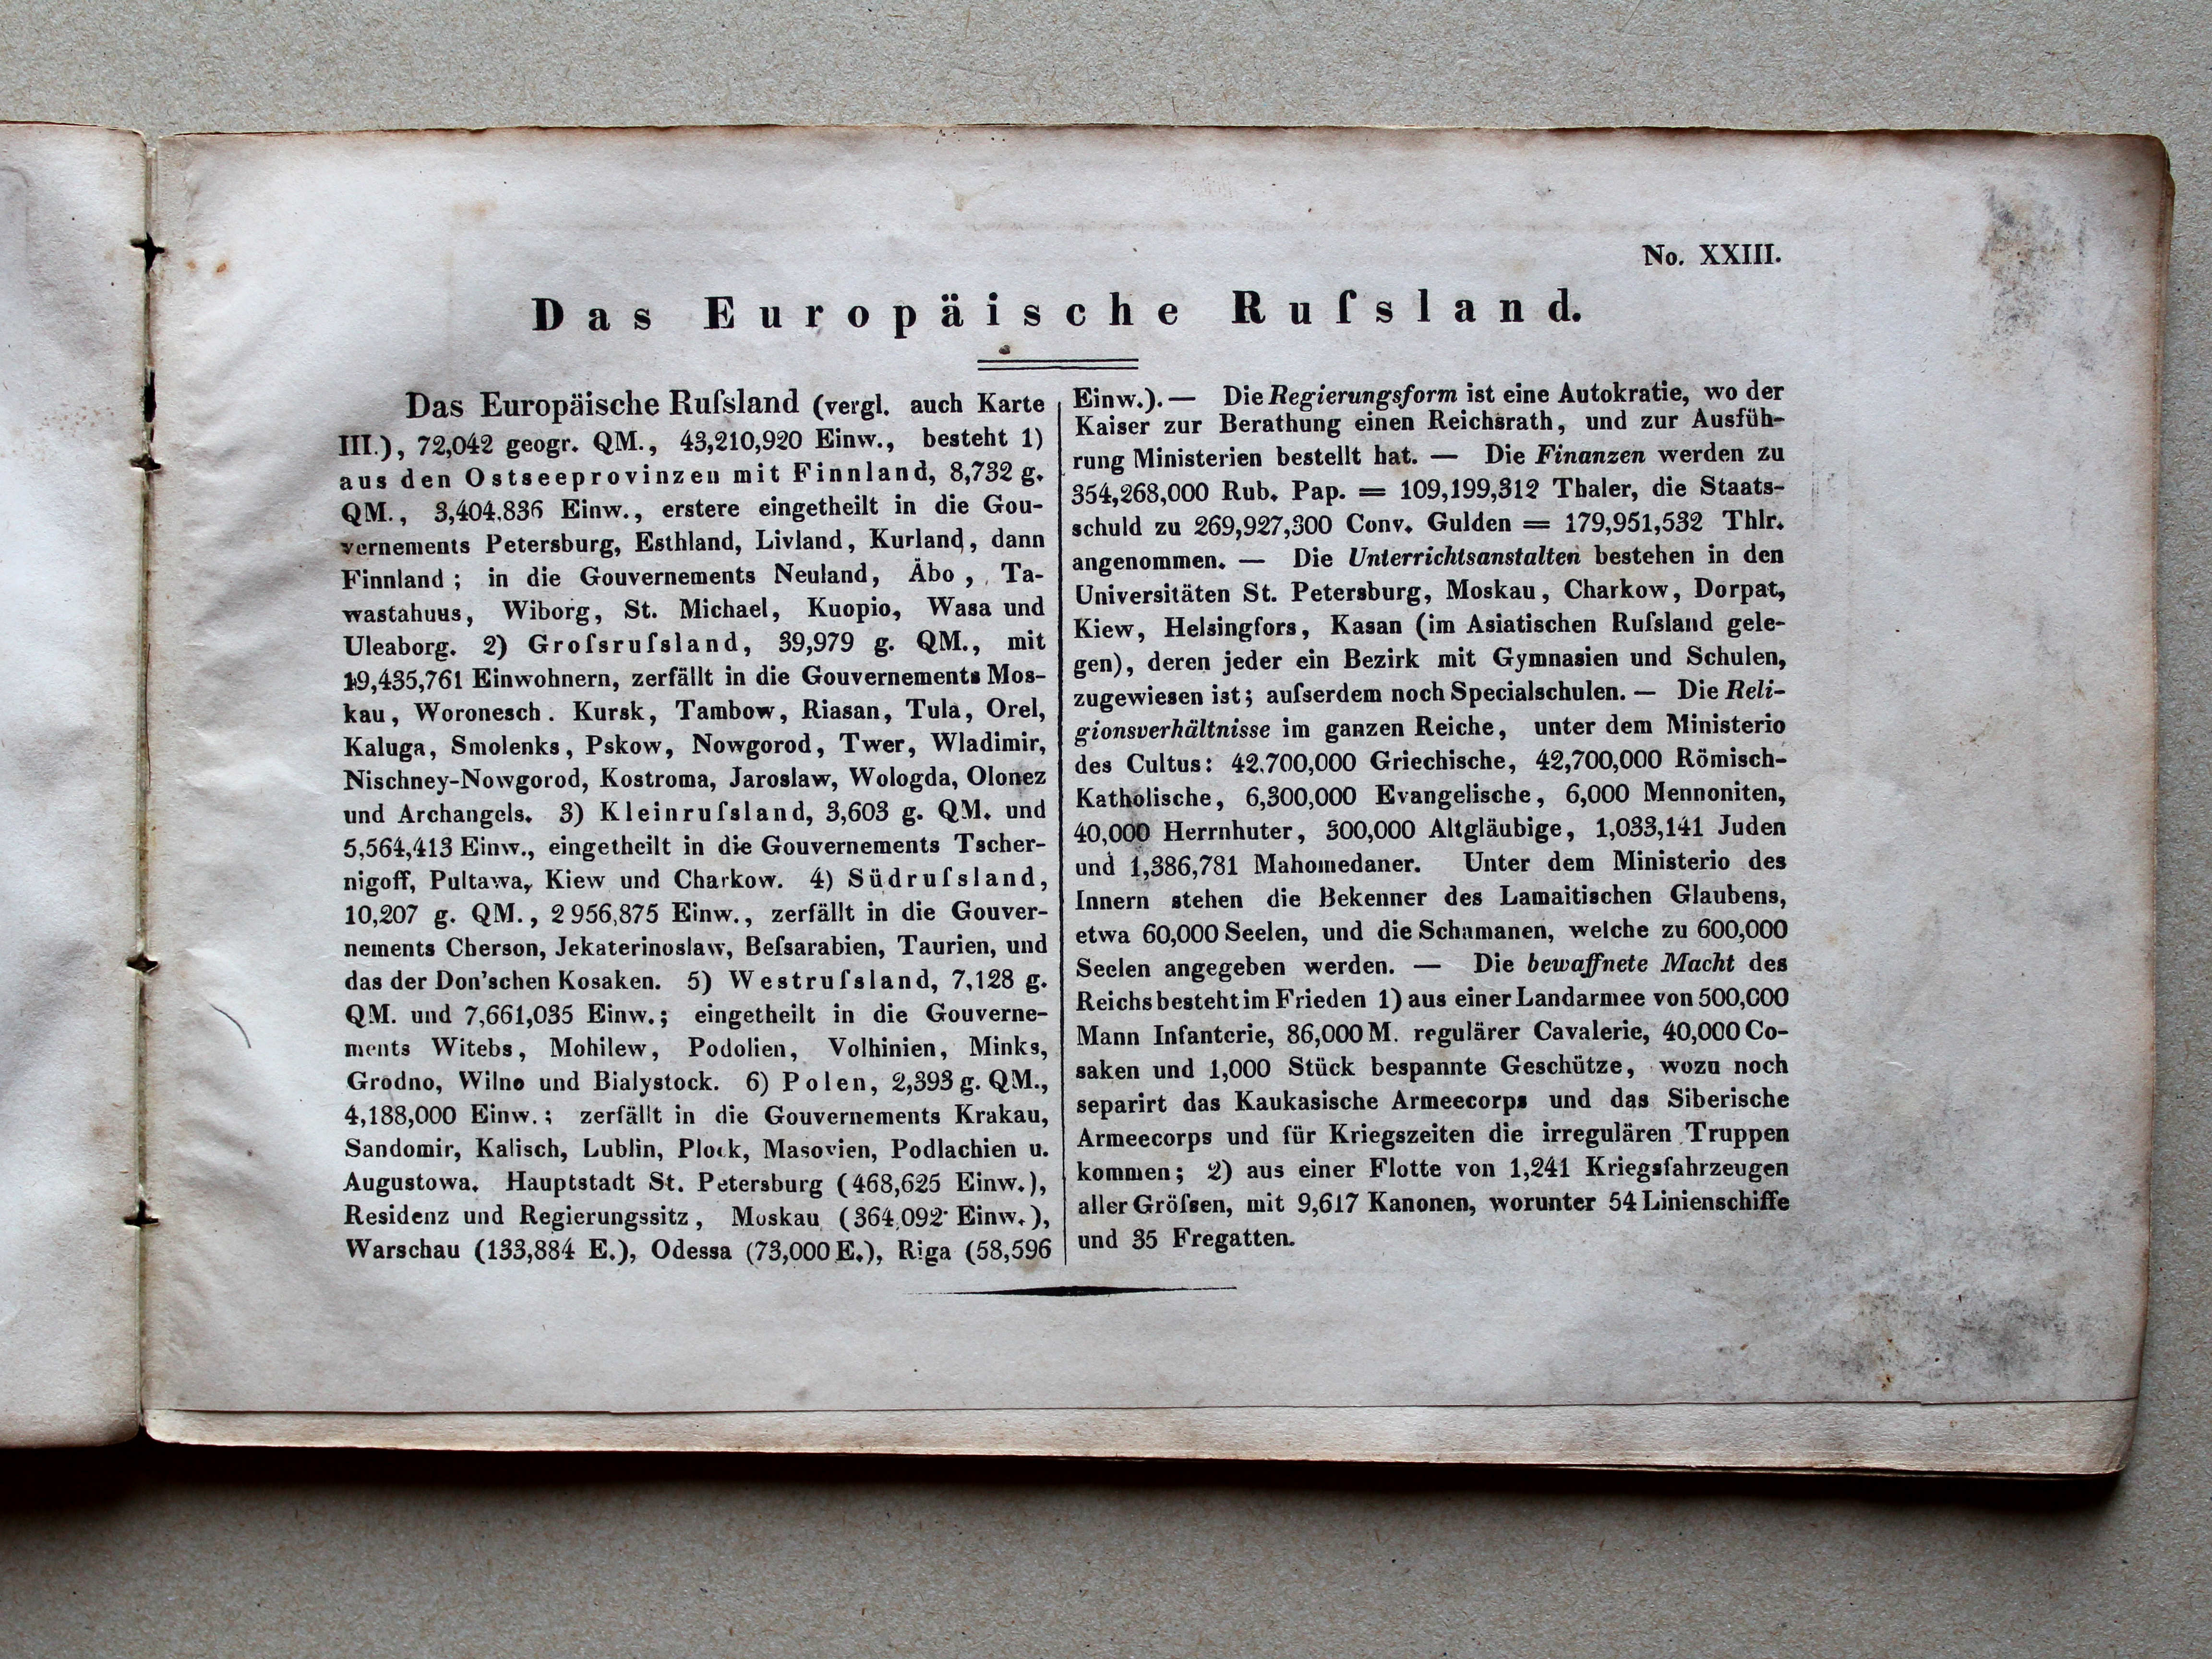 No. XXIII.
Das Europäische Ruſsland.
Das Europäische Ruſsland (vergl. auch Karte
III.), 72,042 geogr. QM., 43,210,920 Einw., besteht 1)
aus den Ostseeprovinzen mit Finnland, 8,732 g.
QM., 3,404,836 Einw., erstere eingetheilt in die Gou-
vernements Petersburg, Esthland, Livland, Kurland, dann
Finnland; in die Gouvernements Neuland, Äbo, Ta-
wastahuus, Wiborg, St. Michael, Kuopio, Wasa und
Uleaborg. 2) Groſsruſsland, 39,979 g. QM., mit
19,435,761 Einwohnern, zerfällt in die Gouvernements Mos-
kau, Woronesch. Kursk, Tambow, Riasan, Tula, Orel,
Kaluga, Smolenks, Pskow, Nowgorod, Twer, Wladimir,
Nischney-Nowgorod, Kostroma, Jaroslaw, Wologda, Olonez
und Archangels. 3) Kleinruſsland, 3,603 g. QM. und
5,564,413 Einw., eingetheilt in die Gouvernements Tscher-
nigoff, Pultawa, Kiew und Charkow. 4) Südruſsland,
10,207 g. QM., 2 956,875 Einw., zerfällt in die Gouver-
nements Cherson, Jekaterinoslaw, Beſsarabien, Taurien, und
das der Don'schen Kosaken. 5) Westruſsland, 7,128 g.
QM. und 7,661,035 Einw.; eingetheilt in die Gouverne-
ments Witebs, Mohilew, Podolien, Volhinien, Minks,
Grodno, Wilno und Bialystock. 6) Polen, 2,393 g. QM.,
4,188,000 Einw.; zerfällt in die Gouvernements Krakau,
Sandomir, Kalisch, Lublin, Plock, Masovien, Podlachien u.
Augustowa. Hauptstadt St. Petersburg (468,625 Einw.),
Residenz und Regierungssitz, Moskau (364,092 Einw.),
Warschau (133,884 E.), Odessa (73,000 E.), Riga (58,596
Einw.). — Die Regierungsform ist eine Autokratie, wo der
Kaiser zur Berathung einen Reichsrath, und zur Ausfüh-
rung Ministerien bestellt hat. — Die Finanzen werden zu
354,268,000 Rub. Pap. = 109,199,312 Thaler, die Staats-
schuld zu 269,927,300 Conv. Gulden = 179,951,532 Thlr.
angenommen. — Die Unterrichtsanstalten bestehen in den
Universitäten St. Petersburg, Moskau, Charkow, Dorpat,
Kiew, Helsingfors, Kasan (im Asiatischen Ruſsland gele-
gen), deren jeder ein Bezirk mit Gymnasien und Schulen,
zugewiesen ist; auſserdem noch Specialschulen. — Die Reli-
gionsverhältnisse im ganzen Reiche, unter dem Ministerio
des Cultus: 42,700,000 Griechische, 42,700,000 Römisch-
Katholische, 6,300,000 Evangelische, 6,000 Mennoniten,
40,000 Herrnhuter, 300,000 Altgläubige, 1,033,141 Juden
und 1,386,781 Mahomedaner. Unter dem Ministerio des
Innern stehen die Bekenner des Lamaitischen Glaubens,
etwa 60,000 Seelen, und die Schamanen, welche zu 600,000
Seelen angegeben werden. — Die bewaffnete Macht des
Reichs besteht im Frieden 1) aus einer Landarmee von 500,000
Mann Infanterie, 86,000 M. regulärer Cavalerie, 40,000 Co-
saken und 1,000 Stück bespannte Geschütze, wozu noch
separirt das Kaukasische Armeecorps und das Siberische
Armeecorps und für Kriegszeiten die irregulären Truppen
kommen; 2) aus einer Flotte von 1,241 Kriegsfahrzeugen
aller Gröſsen, mit 9,617 Kanonen, worunter 54 Linienschiffe
und 35 Fregatten.